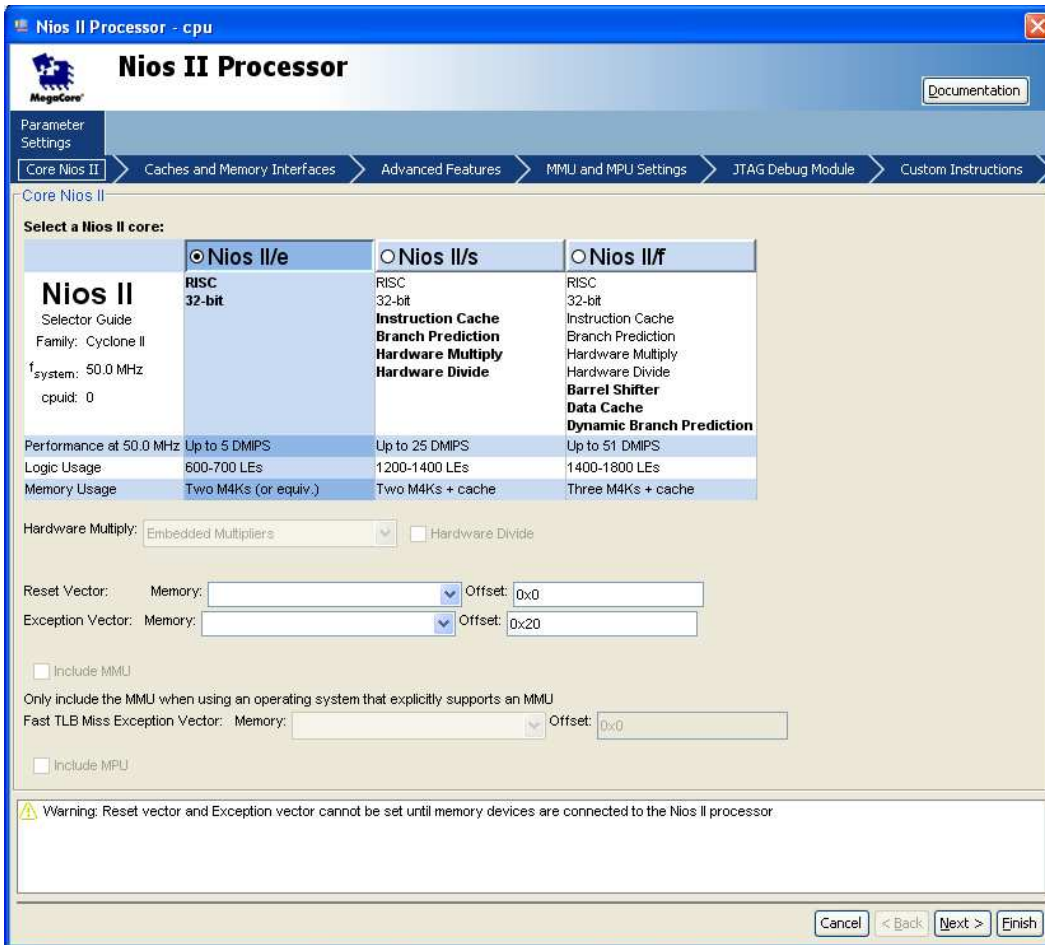 Nios II Processor - cpu
MegaCore®
Nios II Processor
Documentation
Parameter
Settings
Core Nios II
Caches and Memory Interfaces
Advanced Features
MMU and MPU Settings
JTAG Debug Module
Custom Instructions
Core Nios II
Select a Nios II core:
Nios II/e
Nios II/s
Nios II/f
Nios II
Selector Guide
Family: Cyclone II
fsystem: 50.0 MHz
cpuid: 0
RISC
32-bit
RISC
32-bit
Instruction Cache
Branch Prediction
Hardware Multiply
Hardware Divide
RISC
32-bit
Instruction Cache
Branch Prediction
Hardware Multiply
Hardware Divide
Barrel Shifter
Data Cache
Dynamic Branch Prediction
Performance at 50.0 MHz Up to 5 DMIPS Up to 25 DMIPS Up to 51 DMIPS
Logic Usage 600-700 LEs 1200-1400 LEs 1400-1800 LEs
Memory Usage Two M4Ks (or equiv.) Two M4Ks + cache Three M4Ks + cache
Hardware Multiply: Embedded Multipliers Hardware Divide
Reset Vector: Memory: Offset: 0x0
Exception Vector: Memory: Offset: 0x20
Include MMU
Only include the MMU when using an operating system that explicitly supports an MMU
Fast TLB Miss Exception Vector: Memory: Offset: 0x0
Include MPU
Warning: Reset vector and Exception vector cannot be set until memory devices are connected to the Nios II processor
Cancel < Back Next > Finish